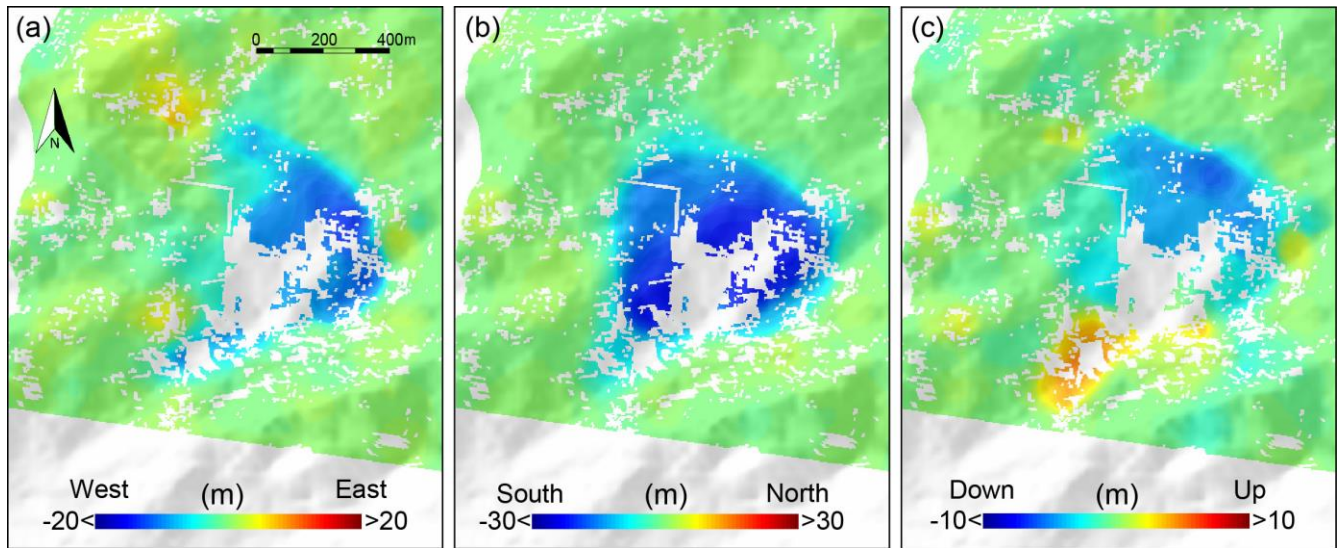 (a)
0 200 400m
N
West (m) East
-20< >20
(b)
South (m) North
-30< >30
(c)
Down (m) Up
-10< >10